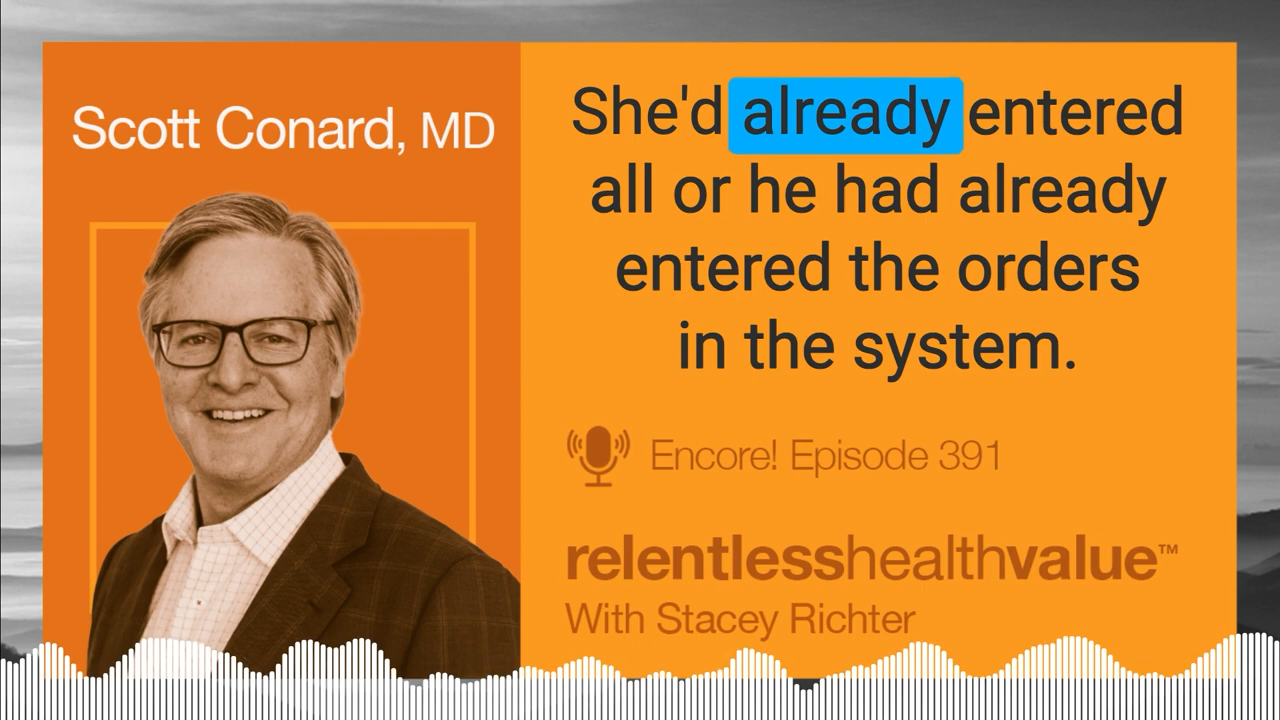 Scott Conard, MD
She'd already entered
all or he had already
entered the orders
in the system.
Encore! Episode 391
relentlesshealthvalue™
With Stacey Richter